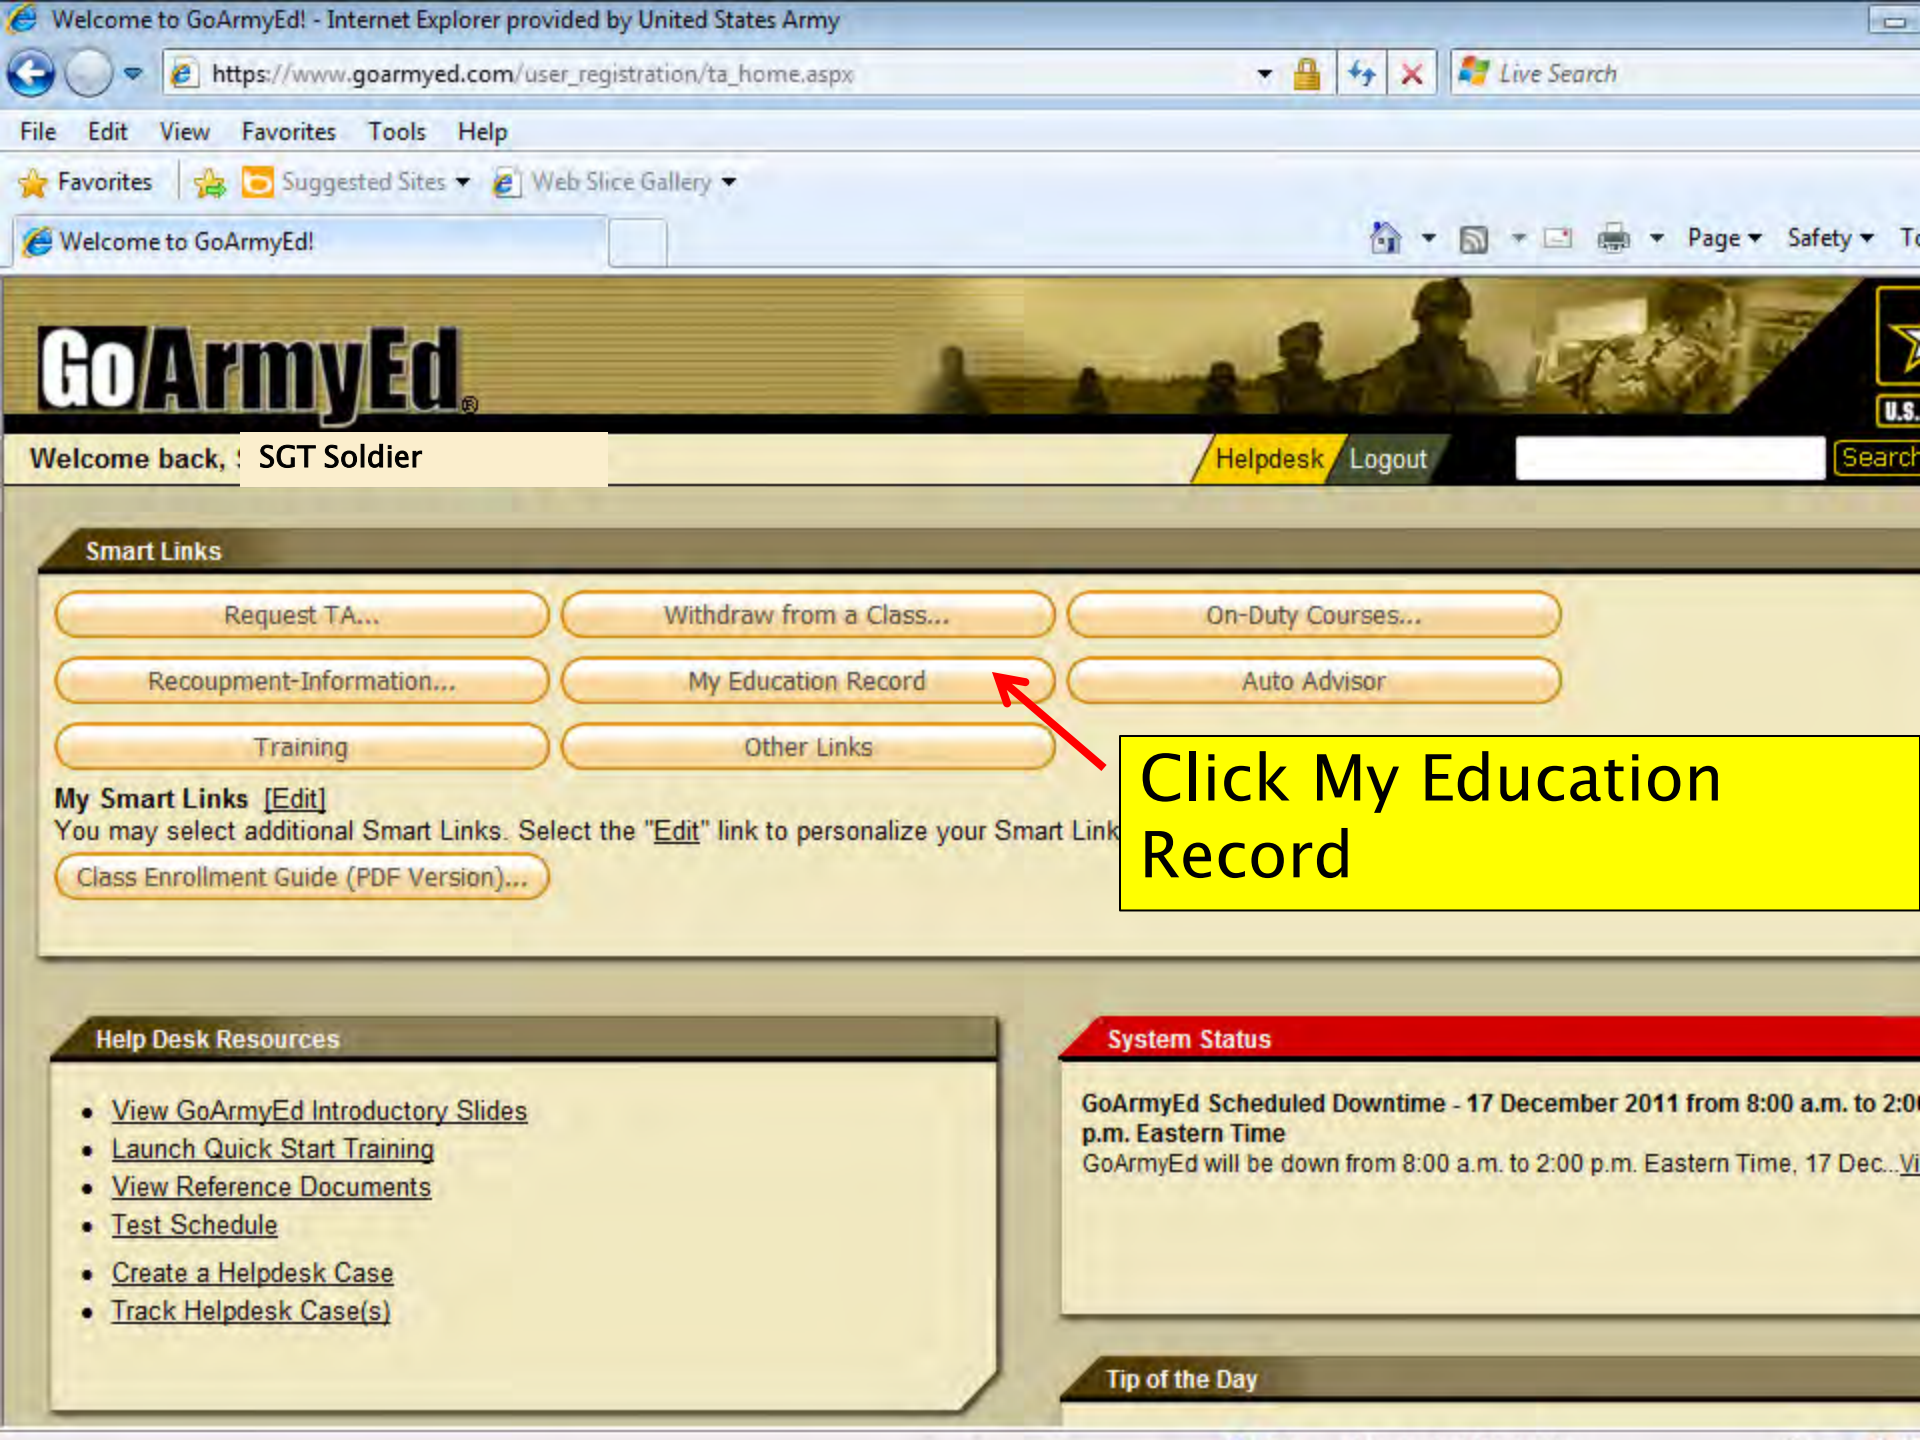 Welcome to GoArmyEd! - Internet Explorer provided by United States Army
https://www.goarmyed.com/user_registration/ta_home.aspx
Live Search
File Edit View Favorites Tools Help
Favorites Suggested Sites Web Slice Gallery
Welcome to GoArmyEd!
Page Safety
GoArmyEd®
U.S.
Welcome back, SGT Soldier
Helpdesk Logout Search
Smart Links
Request TA... Withdraw from a Class... On-Duty Courses...
Recoupment-Information... My Education Record Auto Advisor
Training Other Links
Click My Education
Record
My Smart Links [Edit]
You may select additional Smart Links. Select the "Edit" link to personalize your Smart Link
Class Enrollment Guide (PDF Version)...
Help Desk Resources
View GoArmyEd Introductory Slides
Launch Quick Start Training
View Reference Documents
Test Schedule
Create a Helpdesk Case
Track Helpdesk Case(s)
System Status
GoArmyEd Scheduled Downtime - 17 December 2011 from 8:00 a.m. to 2:00
p.m. Eastern Time
GoArmyEd will be down from 8:00 a.m. to 2:00 p.m. Eastern Time, 17 Dec...
Tip of the Day